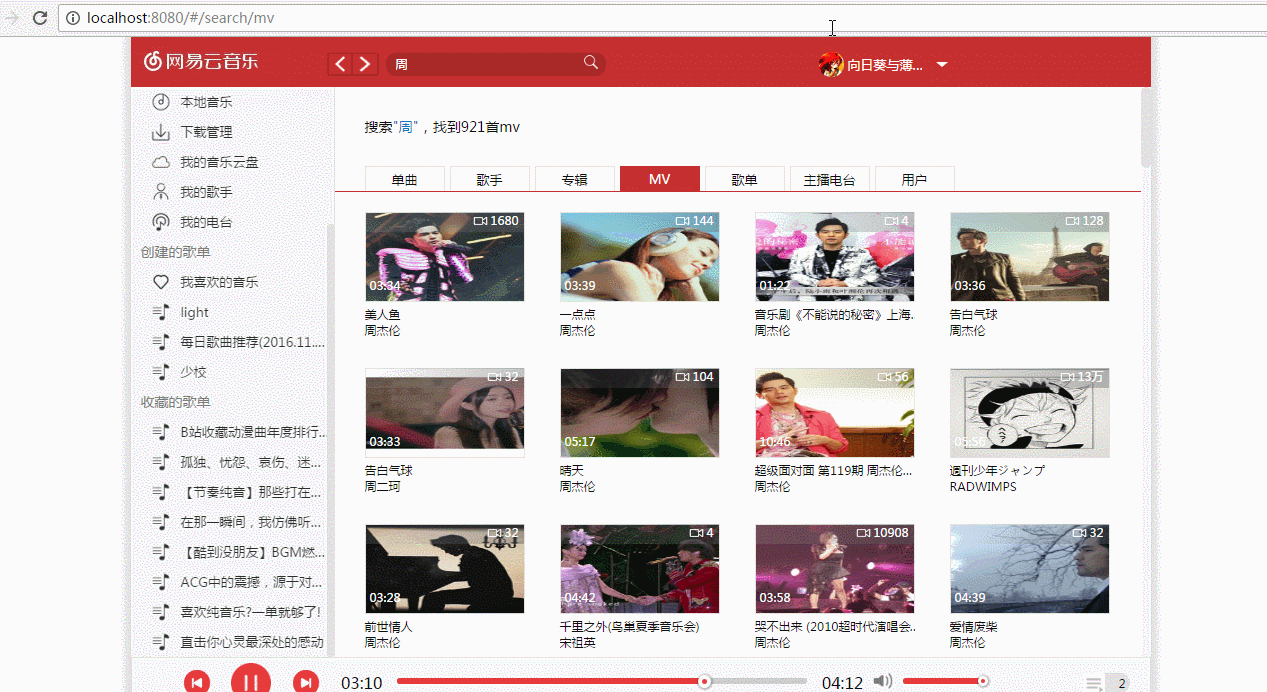 localhost:8080/#/search/mv
网易云音乐
周
向日葵与薄...
本地音乐
下载管理
我的音乐云盘
我的歌手
我的电台
创建的歌单
我喜欢的音乐
light
每日歌曲推荐(2016.11....
少校
收藏的歌单
B站收藏动漫曲年度排行...
孤独、忧怨、哀伤、迷...
【节奏纯音】那些打在...
在那一瞬间，我仿佛听...
【酷到没朋友】BGM燃...
ACG中的震撼，源于对...
喜欢纯音乐?一单就够了!
直击你心灵最深处的感动
搜索"周"，找到921首mv
单曲 歌手 专辑 MV 歌单 主播电台 用户
1680 144 4 128
03:34 03:39 01:22 03:36
美人鱼 一点点 音乐剧《不能说的秘密》上海.. 告白气球
周杰伦 周杰伦 周杰伦 周杰伦
32 104 56 13万
03:33 05:17 10:46 05:56
告白气球 晴天 超级面对面 第119期 周杰伦... 週刊少年ジャンプ
周二珂 周杰伦 周杰伦 RADWIMPS
32 4 10908 32
03:28 04:42 03:58 04:39
前世情人 千里之外(鸟巢夏季音乐会) 哭不出来 (2010超时代演唱会.. 爱情废柴
周杰伦 宋祖英 周杰伦 周杰伦
03:10 04:12 2